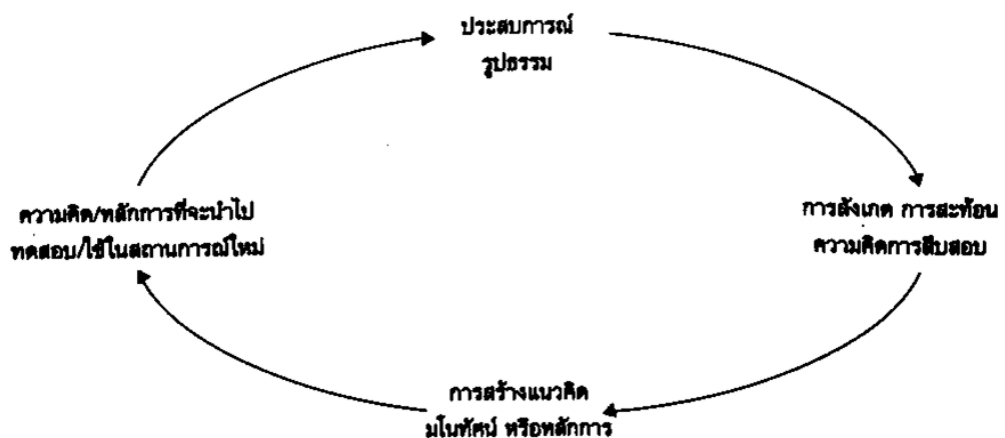 ประสบการณ์
รูปธรรม
ความคิด/หลักการที่จะนำไป
ทดสอบ/ใช้ในสถานการณ์ใหม่
การสังเกต การสะท้อน
ความคิดการสืบสอบ
การสร้างแนวคิด
มโนทัศน์ หรือหลักการ